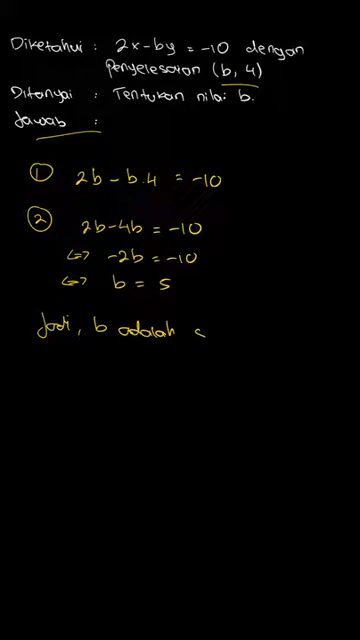 Diketahui : 2x - by = -10 dengan
penyelesaian (b, 4)
Ditanyai : Tentukan nilai b.
Jawab :
① 2b - b.4 = -10
② 2b - 4b = -10
<=> -2b = -10
<=> b = 5
Jadi, b adalah